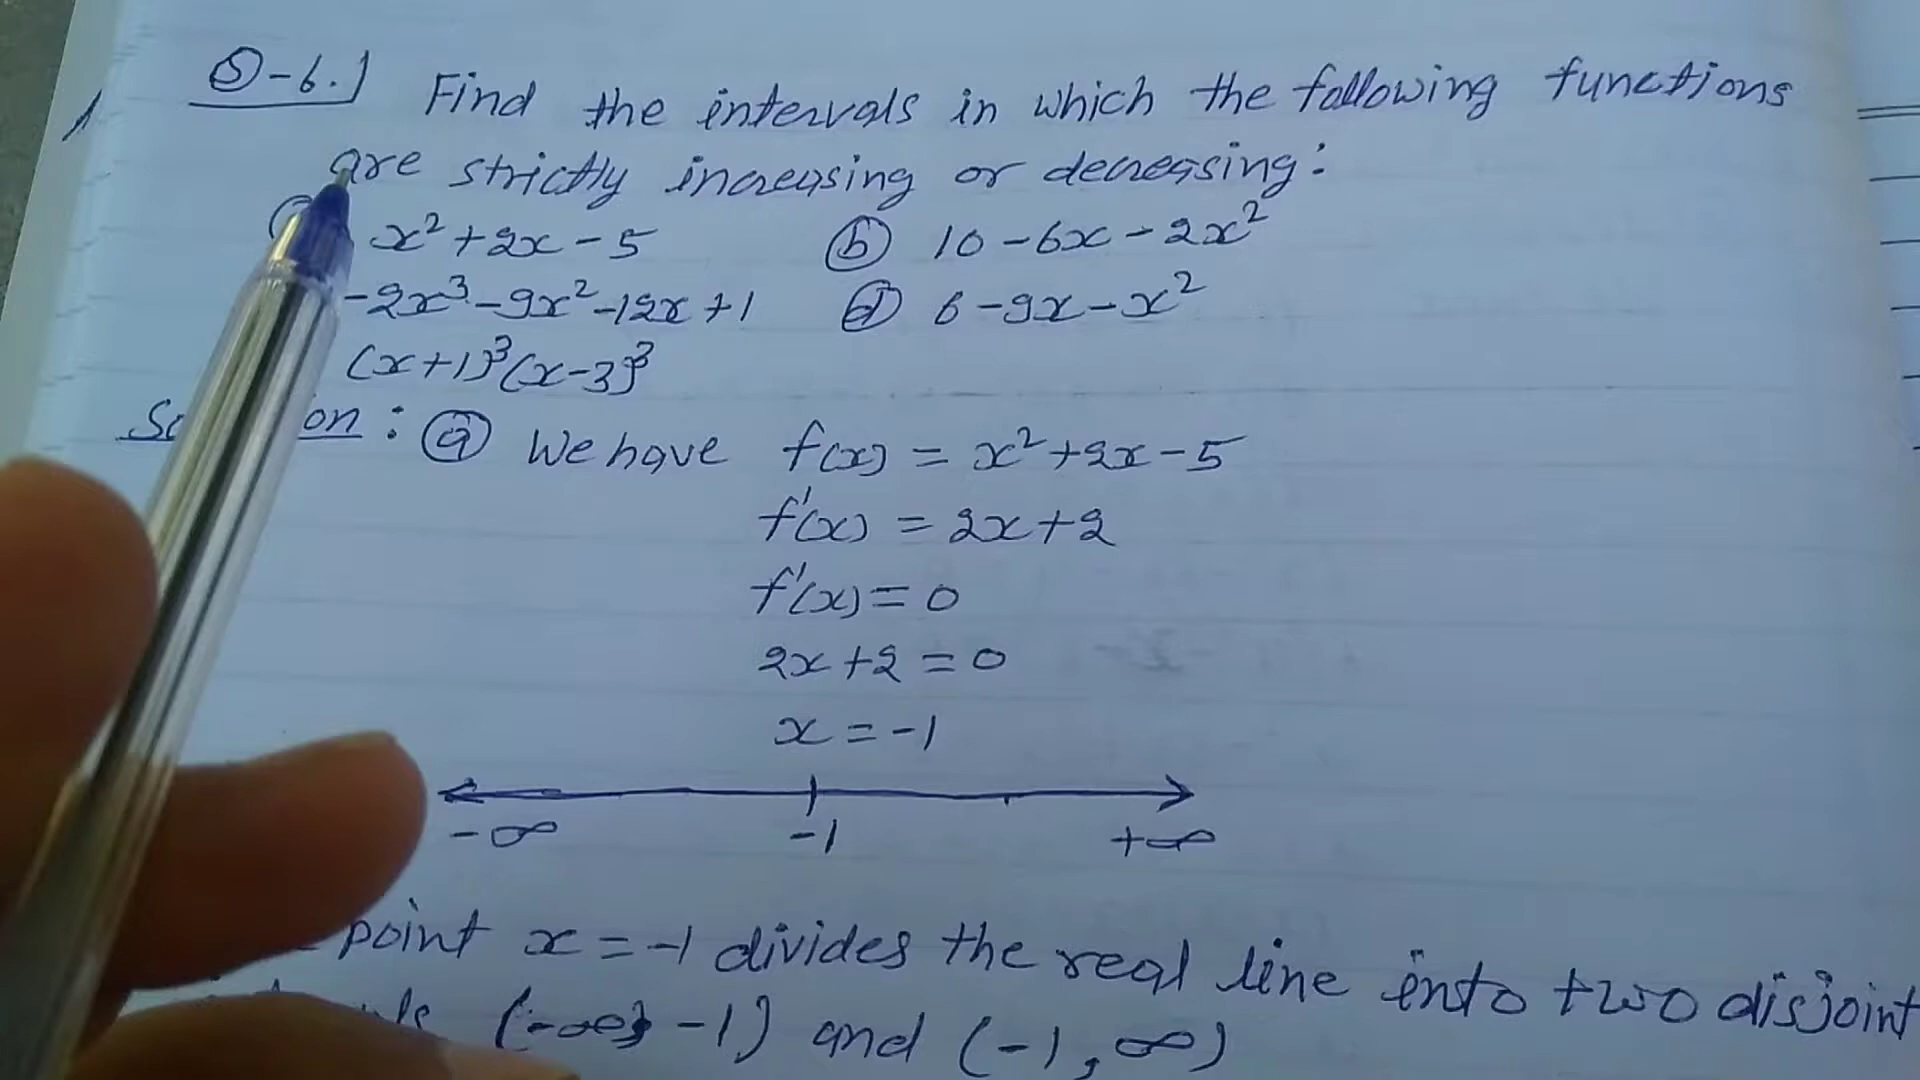 Q-6.) Find the intervals in which the following functions
are strictly increasing or decreasing:
x² + 2x - 5 (b) 10 - 6x - 2x²
-2x³ - 9x² - 12x + 1 (d) 6 - 9x - x²
(x+1)³(x-3)³
(a) We have f(x) = x² + 2x - 5
f'(x) = 2x + 2
f'(x) = 0
2x + 2 = 0
x = -1
-∞ -1 +∞
point x = -1 divides the real line into two disjoint
(-∞, -1) and (-1, ∞)